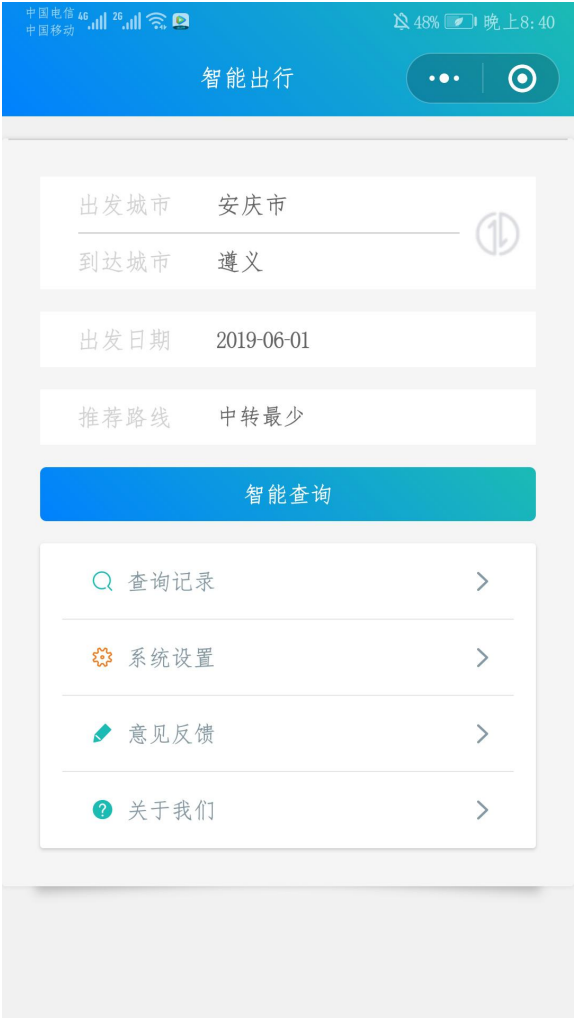 中国电信 4G 2G 48% 晚上8:40
中国移动
智能出行
出发城市 安庆市
到达城市 遵义
出发日期 2019-06-01
推荐路线 中转最少
智能查询
查询记录
系统设置
意见反馈
关于我们